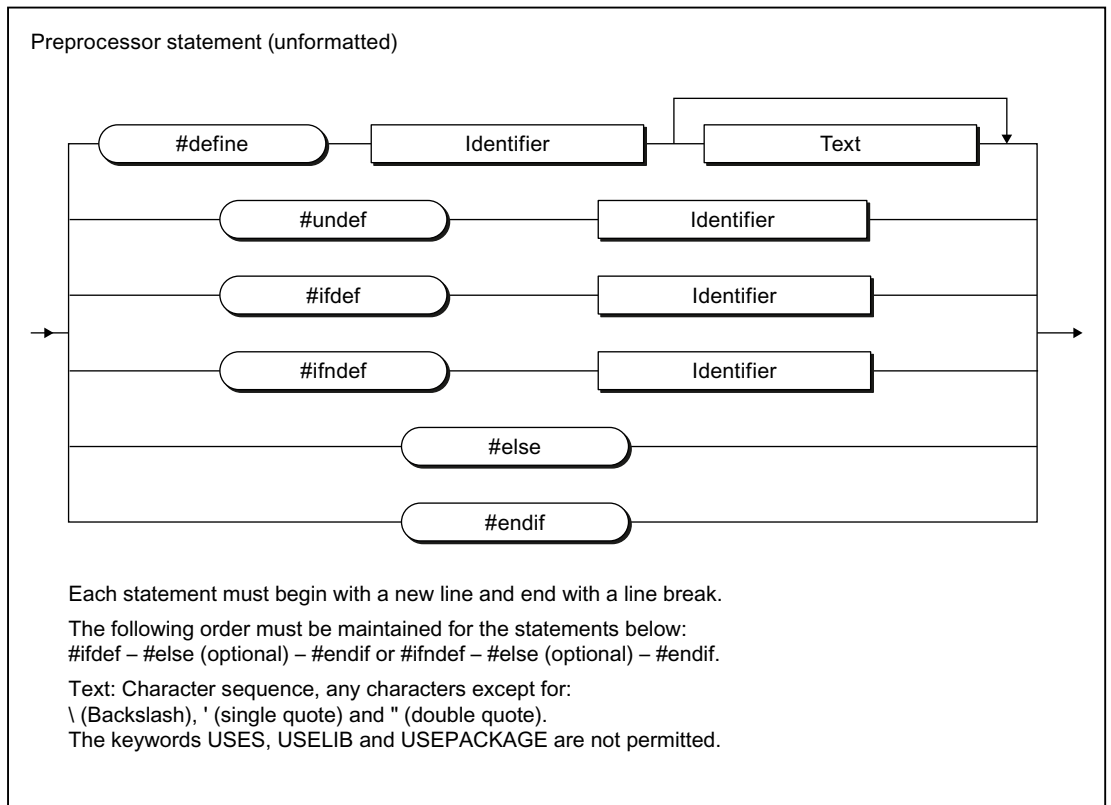 Preprocessor statement (unformatted)
#define Identifier Text
#undef Identifier
#ifdef Identifier
#ifndef Identifier
#else
#endif
Each statement must begin with a new line and end with a line break.
The following order must be maintained for the statements below:
#ifdef – #else (optional) – #endif or #ifndef – #else (optional) – #endif.
Text: Character sequence, any characters except for:
\ (Backslash), ' (single quote) and " (double quote).
The keywords USES, USELIB and USEPACKAGE are not permitted.